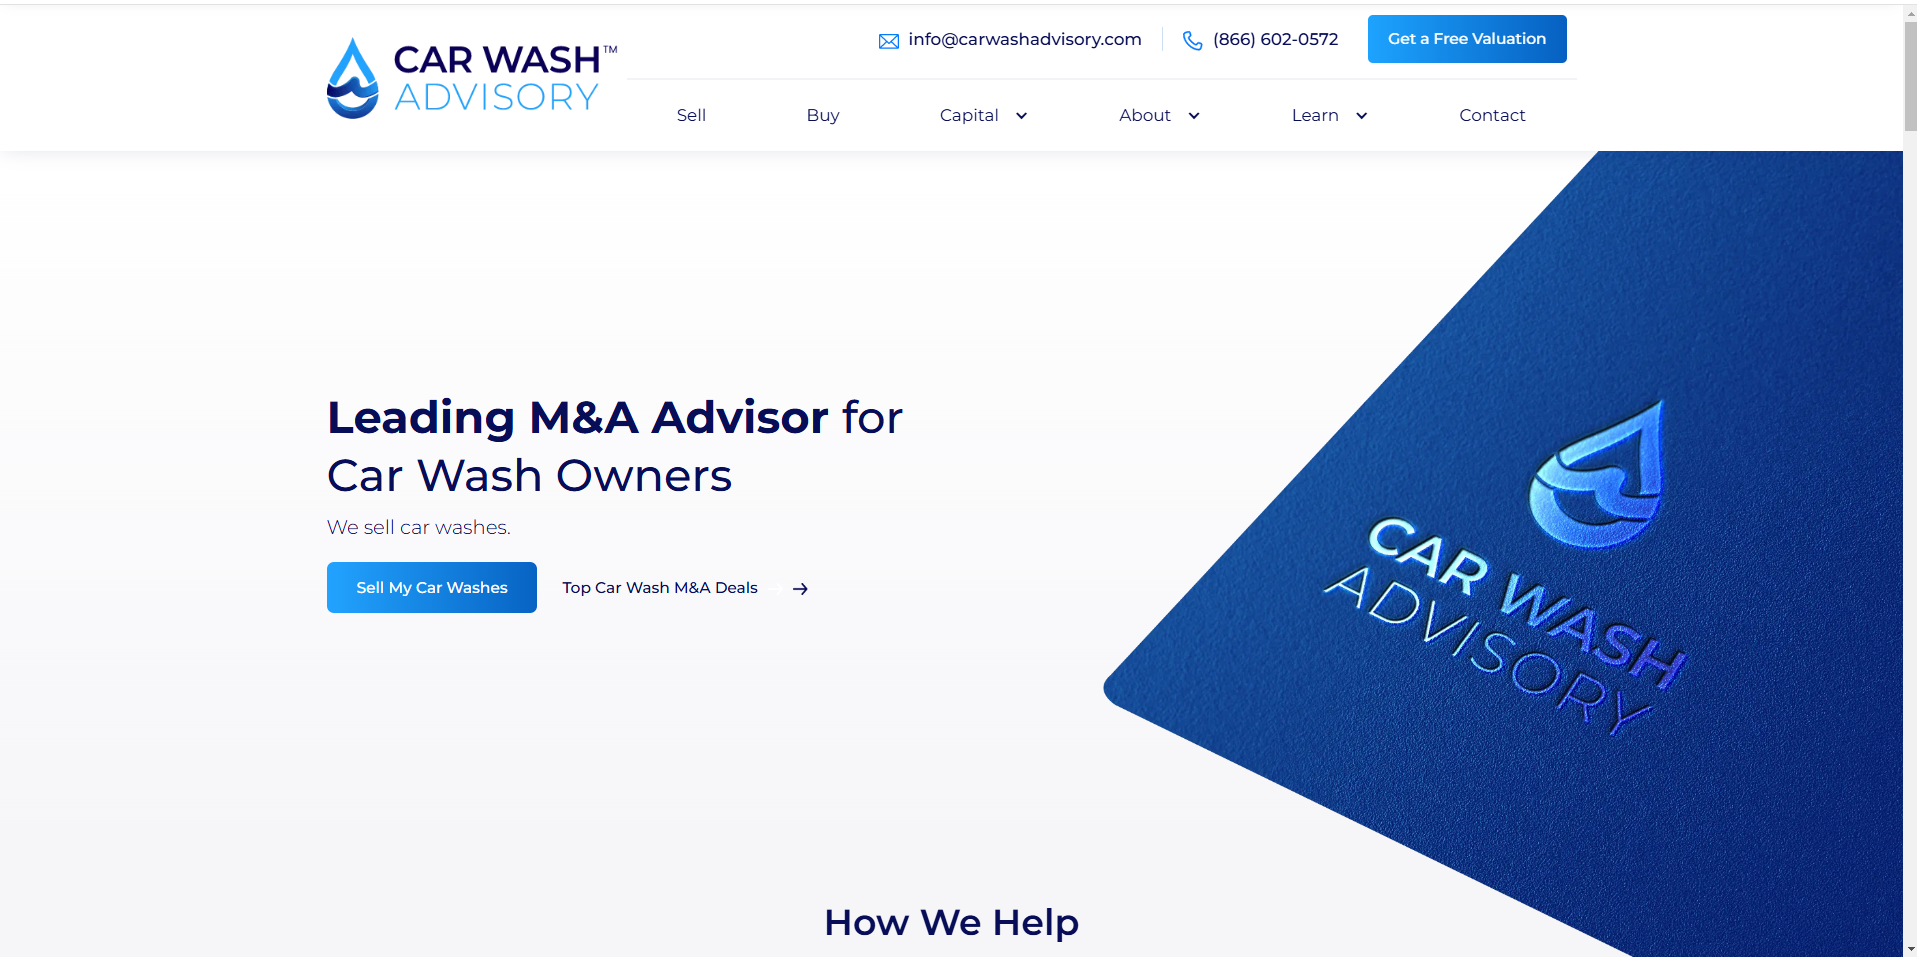 CAR WASH™
ADVISORY
info@carwashadvisory.com
(866) 602-0572
Get a Free Valuation
Sell
Buy
Capital
About
Learn
Contact
Leading M&A Advisor for
Car Wash Owners
We sell car washes.
Sell My Car Washes
Top Car Wash M&A Deals
CAR WASH
ADVISORY
How We Help